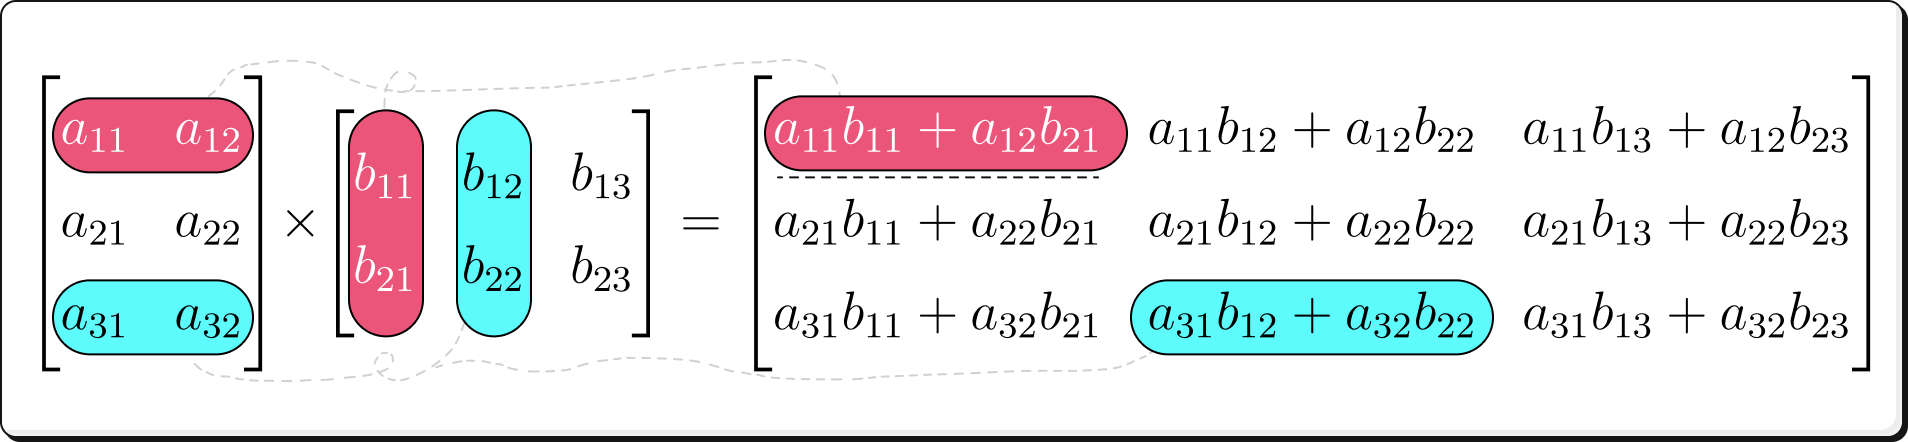 a₁₁ a₁₂ a₁₁b₁₁ + a₁₂b₂₁ a₁₁b₁₂ + a₁₂b₂₂ a₁₁b₁₃ + a₁₂b₂₃
b₁₁ b₁₂ b₁₃
a₂₁ a₂₂ × = a₂₁b₁₁ + a₂₂b₂₁ a₂₁b₁₂ + a₂₂b₂₂ a₂₁b₁₃ + a₂₂b₂₃
b₂₁ b₂₂ b₂₃
a₃₁ a₃₂ a₃₁b₁₁ + a₃₂b₂₁ a₃₁b₁₂ + a₃₂b₂₂ a₃₁b₁₃ + a₃₂b₂₃